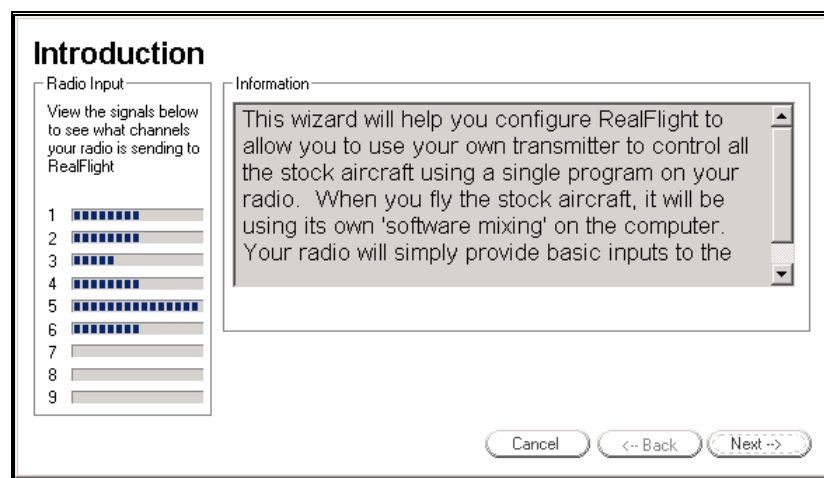 Introduction
Radio Input
View the signals below
to see what channels
your radio is sending to
RealFlight
1
2
3
4
5
6
7
8
9
Information
This wizard will help you configure RealFlight to
allow you to use your own transmitter to control all
the stock aircraft using a single program on your
radio.  When you fly the stock aircraft, it will be
using its own 'software mixing' on the computer.
Your radio will simply provide basic inputs to the
Cancel
<-- Back
Next -->